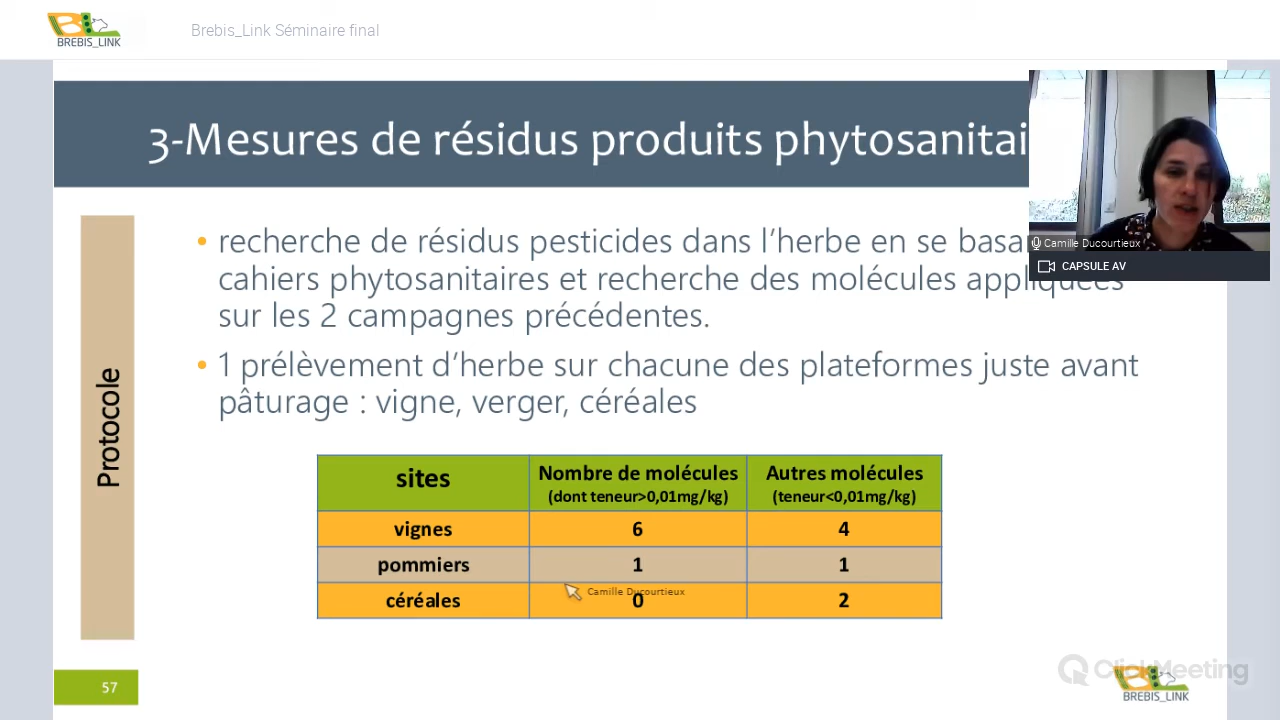 BREBIS_LINK
Brebis_Link Séminaire final
3-Mesures de résidus produits phytosanitai
Camille Ducourtieux
CAPSULE AV
Protocole
• recherche de résidus pesticides dans l’herbe en se basa
cahiers phytosanitaires et recherche des molécules appliquées
sur les 2 campagnes précédentes.
• 1 prélèvement d’herbe sur chacune des plateformes juste avant
pâturage : vigne, verger, céréales
sites Nombre de molécules Autres molécules
(dont teneur>0,01mg/kg) (teneur<0,01mg/kg)
vignes 6 4
pommiers 1 1
céréales 0 2
Camille Ducourtieux
57
ClickMeeting
BREBIS_LINK